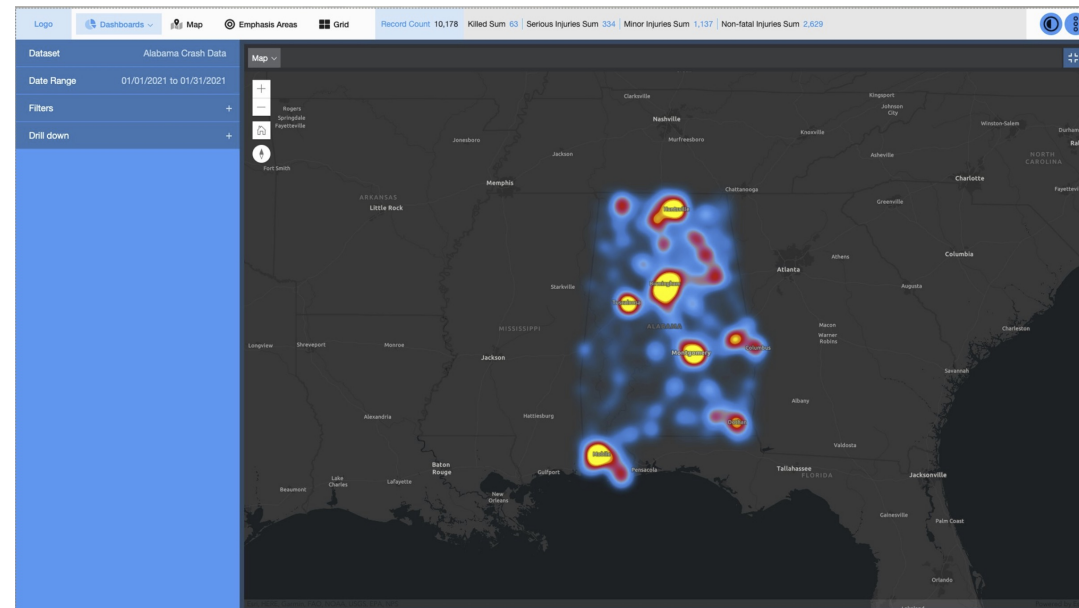 Logo
Dashboards
Map
Emphasis Areas
Grid
Record Count 10,178 Killed Sum 63 Serious Injuries Sum 334 Minor Injuries Sum 1,137 Non-fatal Injuries Sum 2,629
Dataset Alabama Crash Data
Date Range 01/01/2021 to 01/31/2021
Filters +
Drill down +
Map
Clarksville
Kingsport
Johnson
City
Rogers
Springdale
Fayetteville
Nashville
Winston-Salem
Knoxville
Jonesboro
Murfreesboro
Jackson
Asheville
NORTH
CAROLINA
Fort Smith
Memphis
Charlotte
Chattanooga
ARKANSAS
Little Rock
Greenville
Huntsville
Columbia
Athens
Atlanta
Birmingham
Starkville
Augusta
Tuscaloosa
MISSISSIPPI
ALABAMA
Macon
Warner
Robins
Charleston
Longview
Shreveport
Monroe
Jackson
Montgomery
Columbus
Savannah
Albany
Alexandria
Hattiesburg
Dothan
Valdosta
Mobile
Baton
Rouge
Gulfport
Pensacola
Tallahassee
FLORIDA
Jacksonville
Beaumont
Lake
Charles
Lafayette
New
Orleans
Gainesville
Palm Coast
Orlando